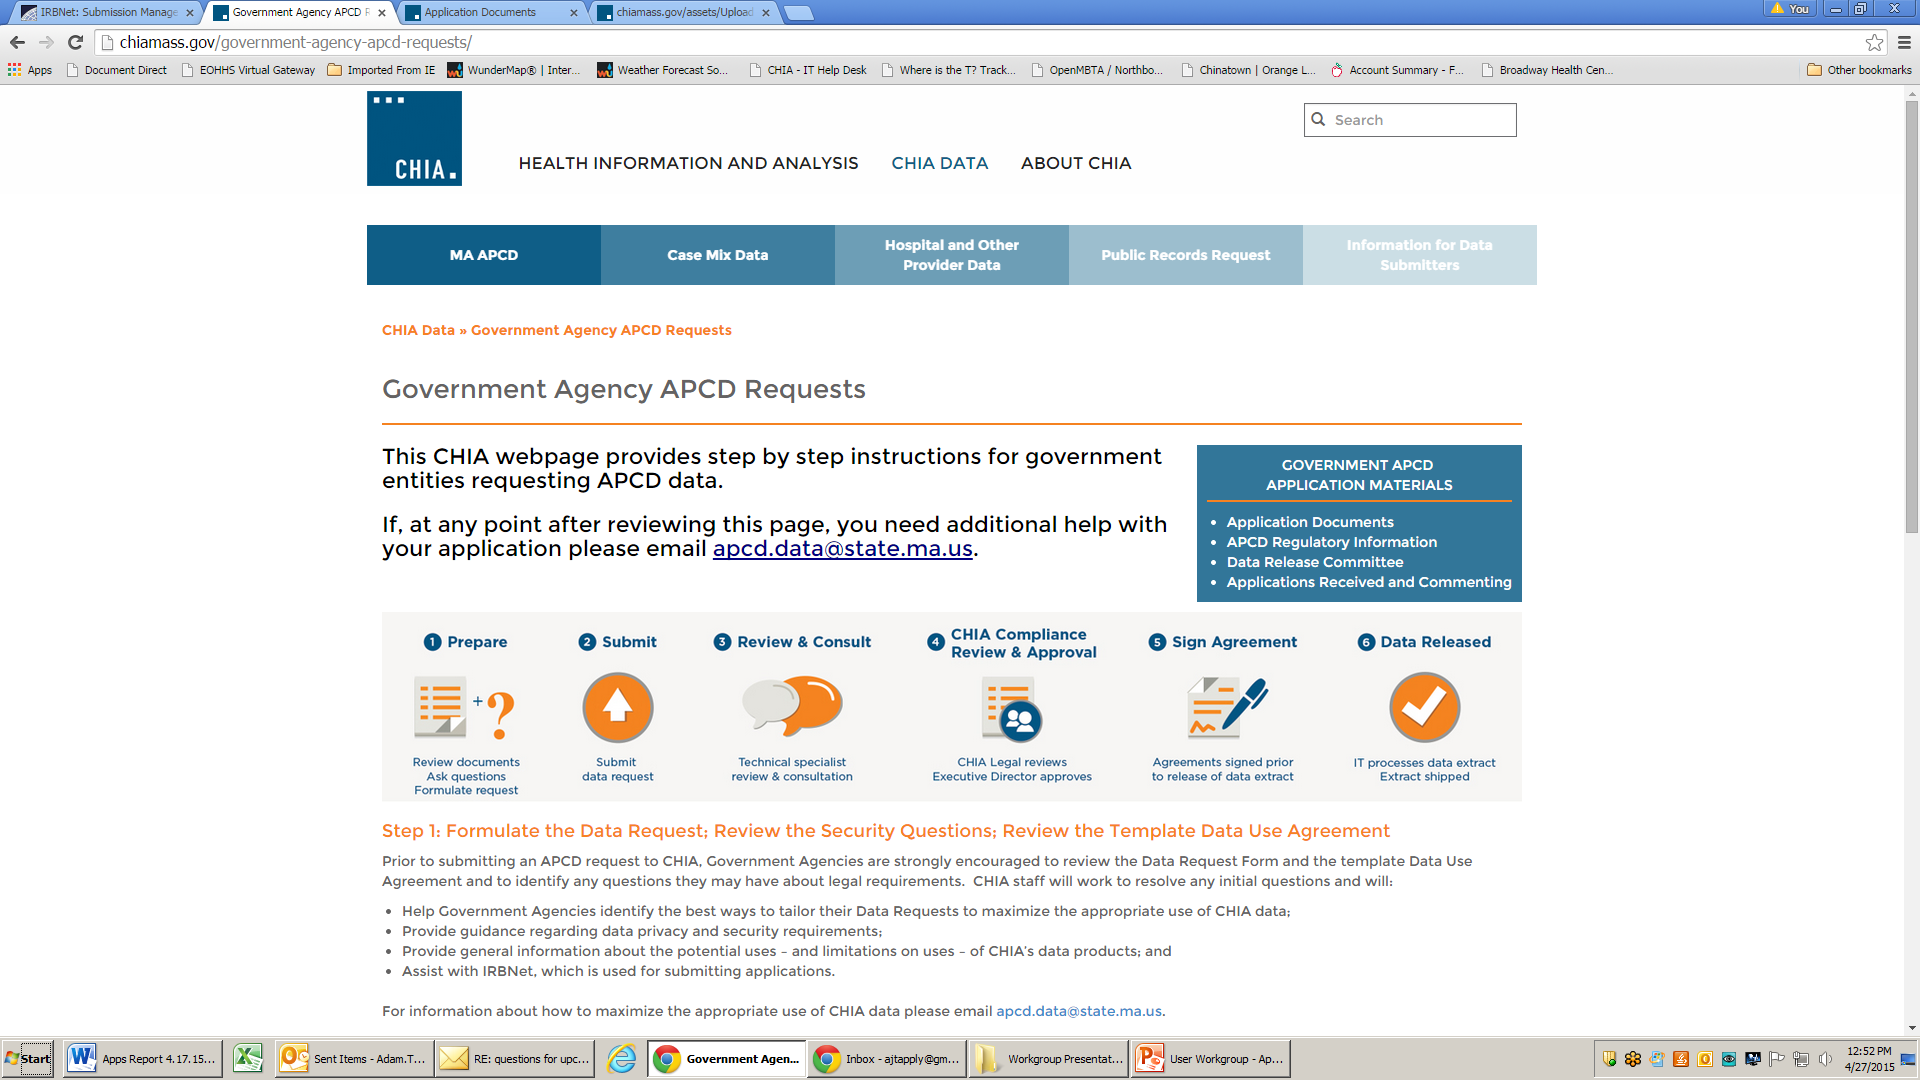 IRBNet: Submission Manage
Government Agency APCD R
Application Documents
chiamass.gov/assets/Upload
You
chiamass.gov/government-agency-apcd-requests/
Apps
Document Direct
EOHHS Virtual Gateway
Imported From IE
WunderMap® | Inter...
Weather Forecast So...
CHIA - IT Help Desk
Where is the T? Track...
OpenMBTA / Northbo...
Chinatown | Orange L...
Account Summary - F...
Broadway Health Cen...
Other bookmarks
CHIA.
Search
HEALTH INFORMATION AND ANALYSIS
CHIA DATA
ABOUT CHIA
MA APCD
Case Mix Data
Hospital and Other
Provider Data
Public Records Request
Information for Data
Submitters
CHIA Data » Government Agency APCD Requests
Government Agency APCD Requests
This CHIA webpage provides step by step instructions for government
entities requesting APCD data.
If, at any point after reviewing this page, you need additional help with
your application please email apcd.data@state.ma.us.
GOVERNMENT APCD
APPLICATION MATERIALS
• Application Documents
• APCD Regulatory Information
• Data Release Committee
• Applications Received and Commenting
1 Prepare
Review documents
Ask questions
Formulate request
2 Submit
Submit
data request
3 Review & Consult
Technical specialist
review & consultation
4 CHIA Compliance
Review & Approval
CHIA Legal reviews
Executive Director approves
5 Sign Agreement
Agreements signed prior
to release of data extract
6 Data Released
IT processes data extract
Extract shipped
Step 1: Formulate the Data Request; Review the Security Questions; Review the Template Data Use Agreement
Prior to submitting an APCD request to CHIA, Government Agencies are strongly encouraged to review the Data Request Form and the template Data Use
Agreement and to identify any questions they may have about legal requirements. CHIA staff will work to resolve any initial questions and will:
• Help Government Agencies identify the best ways to tailor their Data Requests to maximize the appropriate use of CHIA data;
• Provide guidance regarding data privacy and security requirements;
• Provide general information about the potential uses – and limitations on uses – of CHIA's data products; and
• Assist with IRBNet, which is used for submitting applications.
For information about how to maximize the appropriate use of CHIA data please email apcd.data@state.ma.us.
Start
Apps Report 4.17.15...
Sent Items - Adam.T...
RE: questions for upc...
Government Agen...
Inbox - ajtapply@gm...
Workgroup Presentat...
User Workgroup - Ap...
12:52 PM
4/27/2015